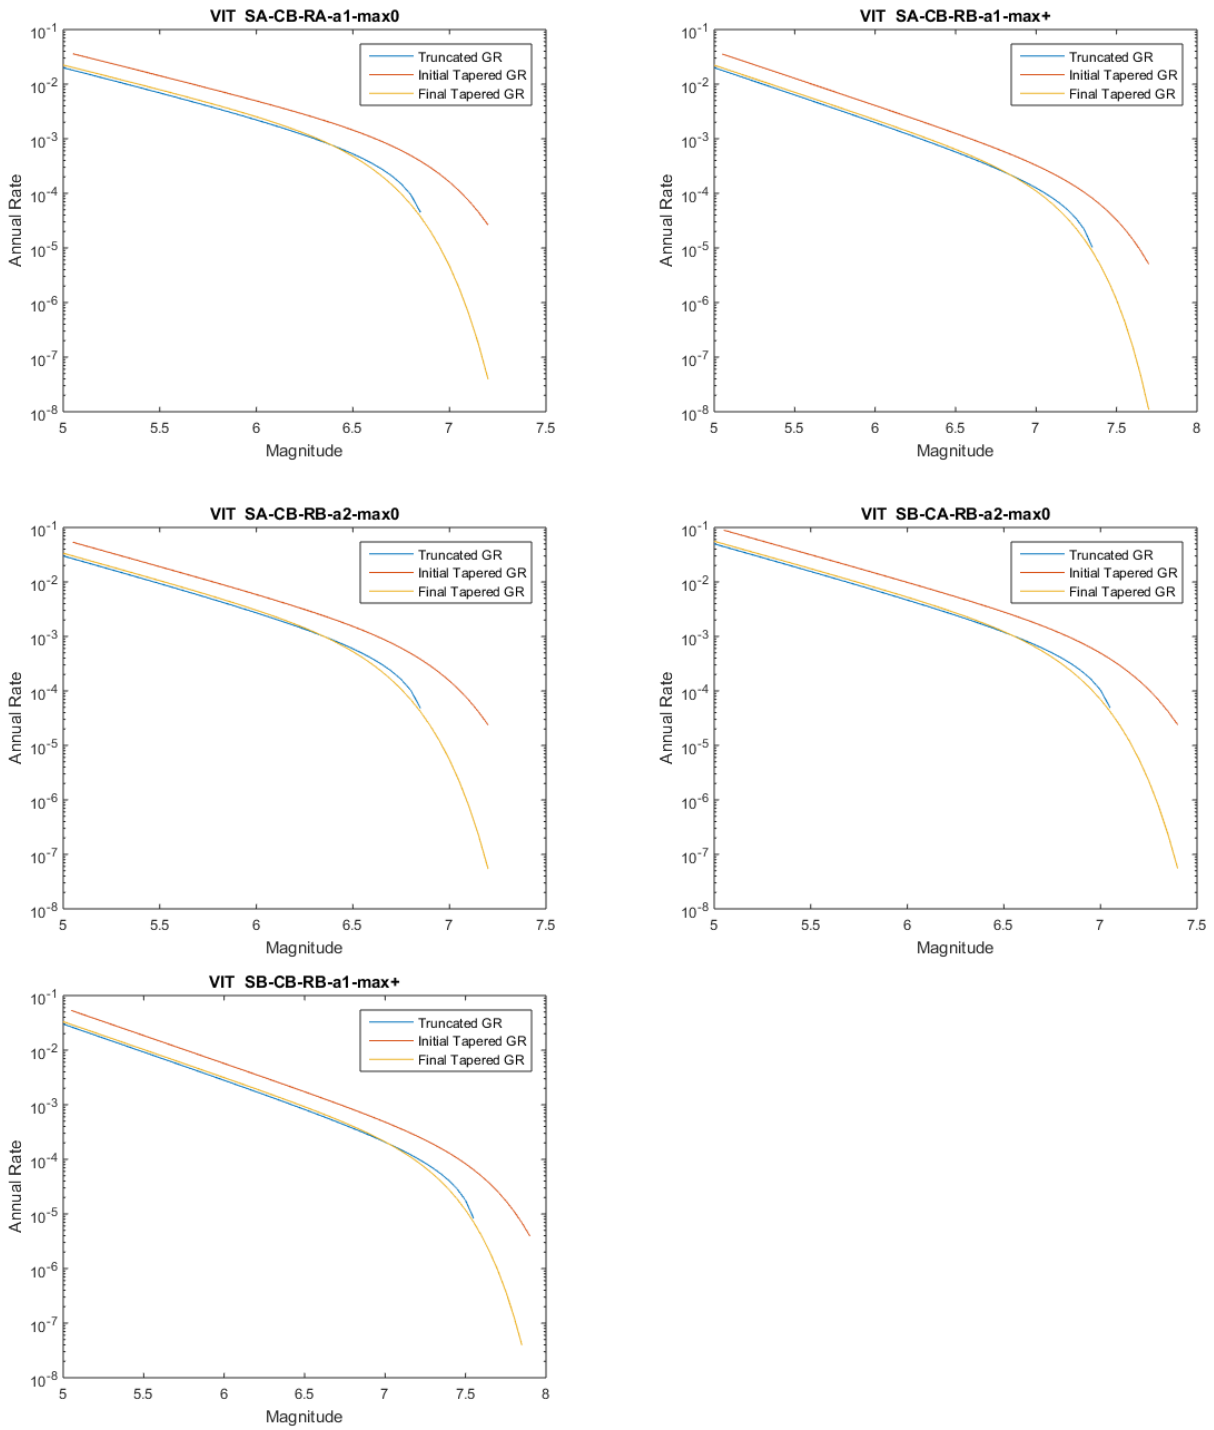 VIT SA-CB-RA-a1-max0
Truncated GR
Initial Tapered GR
Final Tapered GR
10-1
10-2
10-3
10-4
10-5
10-6
10-7
10-8
Annual Rate
5 5.5 6 6.5 7 7.5
Magnitude
VIT SA-CB-RB-a1-max+
Truncated GR
Initial Tapered GR
Final Tapered GR
10-1
10-2
10-3
10-4
10-5
10-6
10-7
10-8
Annual Rate
5 5.5 6 6.5 7 7.5 8
Magnitude
VIT SA-CB-RB-a2-max0
Truncated GR
Initial Tapered GR
Final Tapered GR
10-1
10-2
10-3
10-4
10-5
10-6
10-7
10-8
Annual Rate
5 5.5 6 6.5 7 7.5
Magnitude
VIT SB-CA-RB-a2-max0
Truncated GR
Initial Tapered GR
Final Tapered GR
10-1
10-2
10-3
10-4
10-5
10-6
10-7
10-8
Annual Rate
5 5.5 6 6.5 7 7.5
Magnitude
VIT SB-CB-RB-a1-max+
Truncated GR
Initial Tapered GR
Final Tapered GR
10-1
10-2
10-3
10-4
10-5
10-6
10-7
10-8
Annual Rate
5 5.5 6 6.5 7 7.5 8
Magnitude